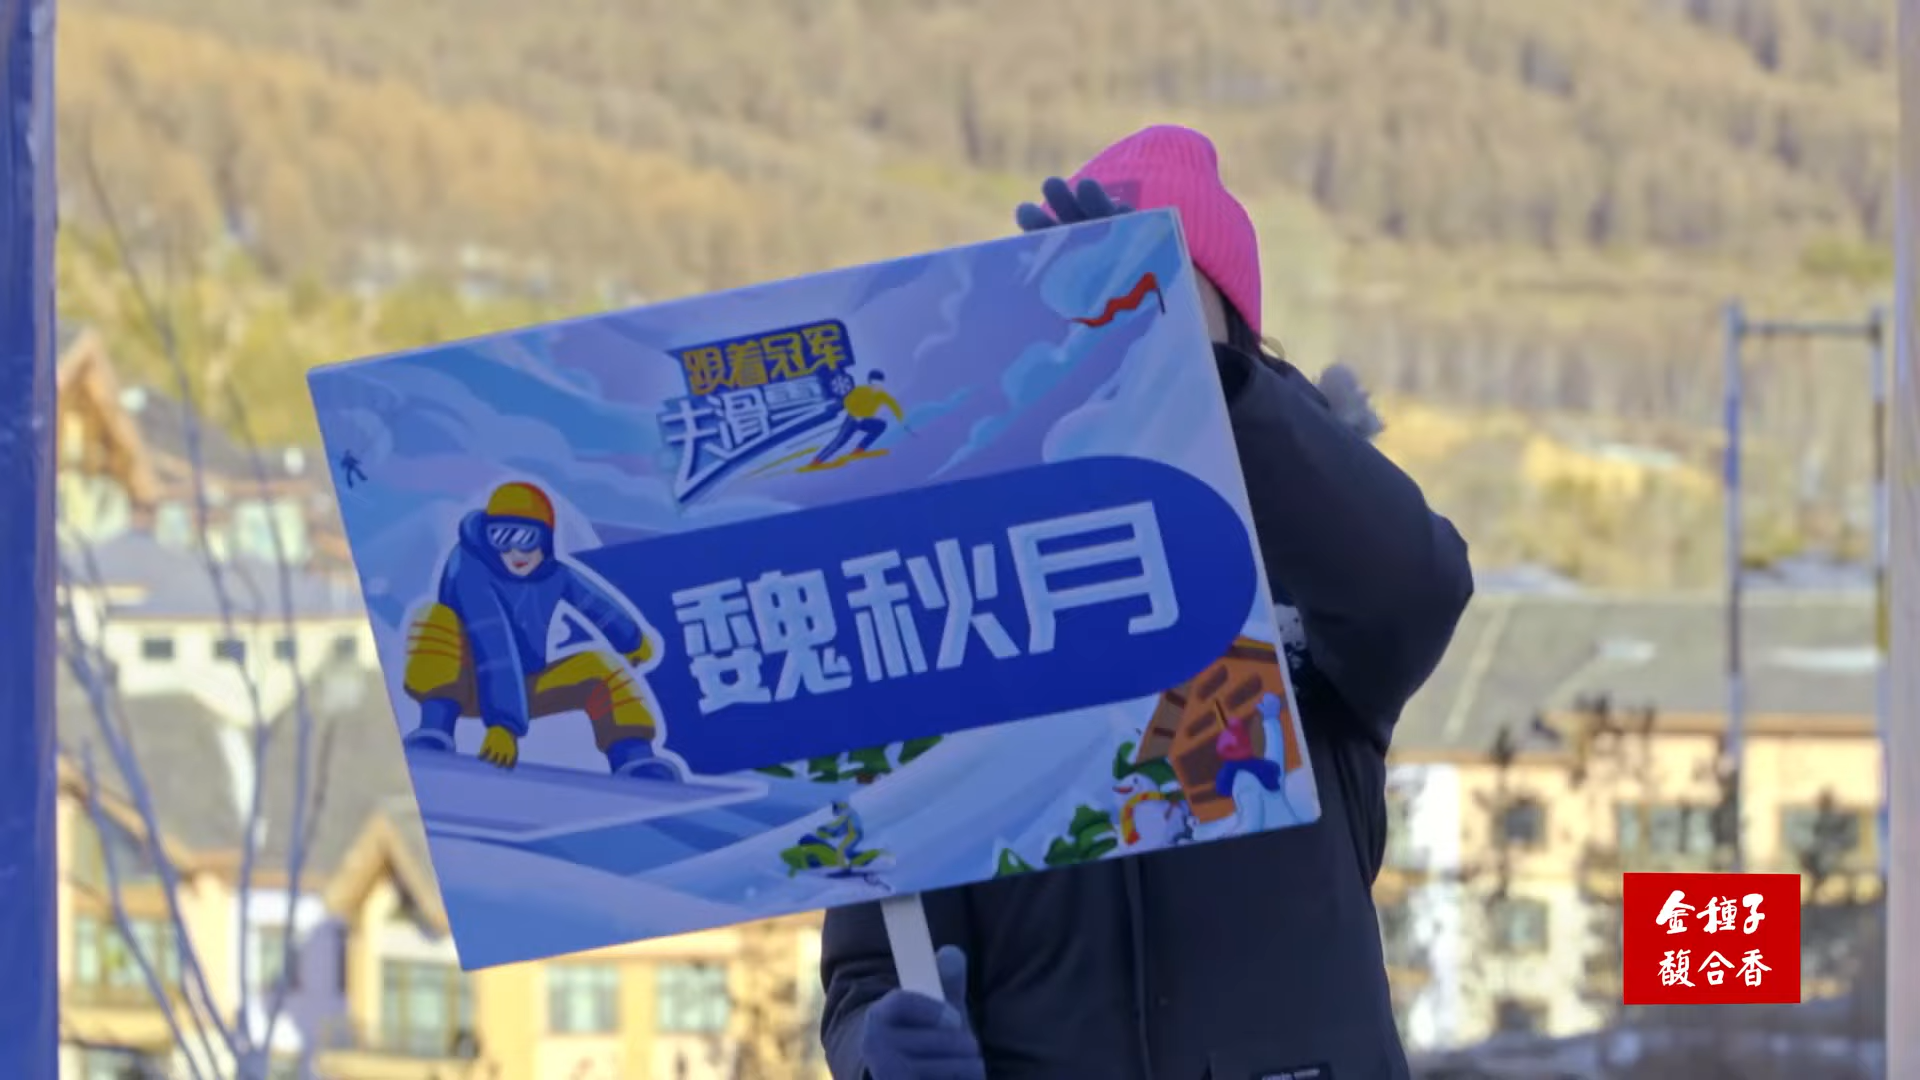 跟着冠军
去滑雪
魏秋月
金種子
馥合香